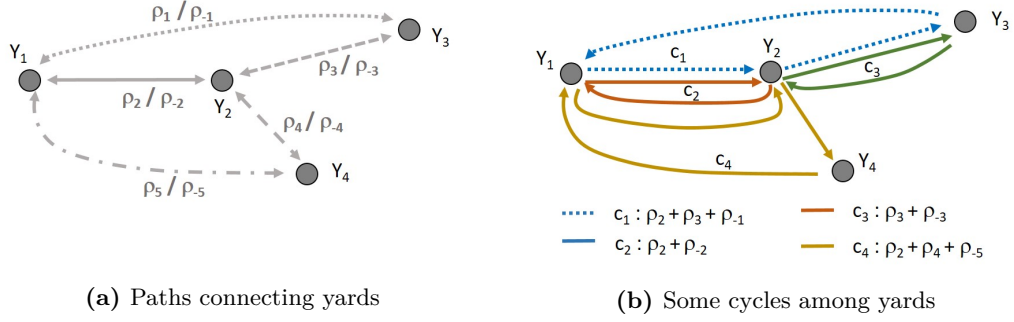 ρ₁ / ρ₋₁
Y₁
Y₃
ρ₂ / ρ₋₂
Y₂
ρ₃ / ρ₋₃
ρ₄ / ρ₋₄
Y₄
ρ₅ / ρ₋₅
(a) Paths connecting yards
Y₃
Y₁
c₁
Y₂
c₃
c₂
c₄
Y₄
c₁ : ρ₂ + ρ₃ + ρ₋₁
c₃ : ρ₃ + ρ₋₃
c₂ : ρ₂ + ρ₋₂
c₄ : ρ₂ + ρ₄ + ρ₋₅
(b) Some cycles among yards